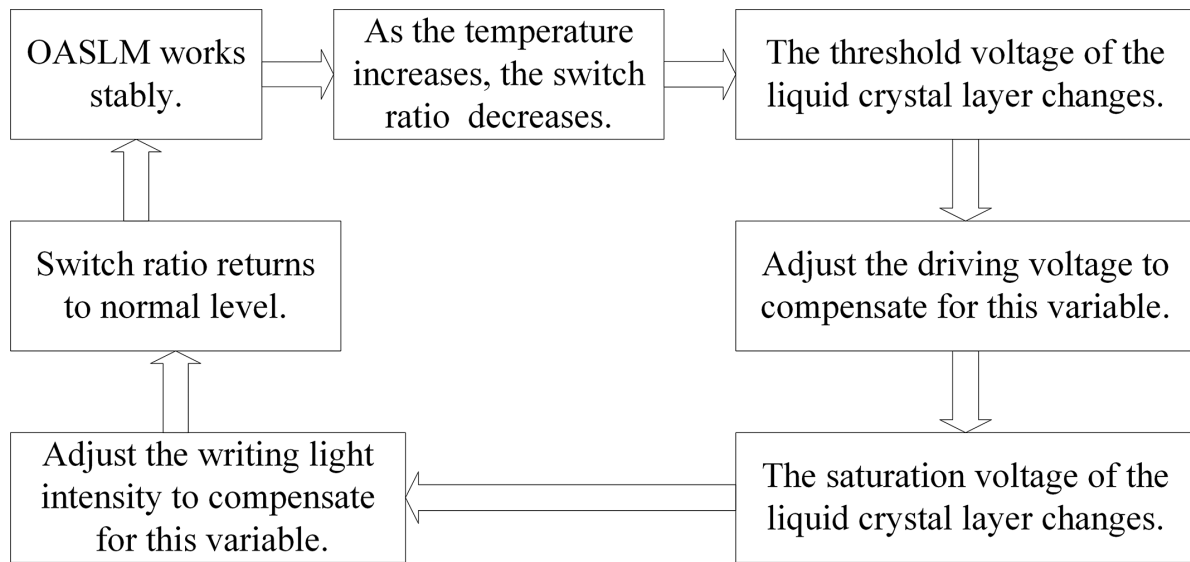 OASLM works
stably.
As the temperature
increases, the switch
ratio decreases.
The threshold voltage of the
liquid crystal layer changes.
Adjust the driving voltage to
compensate for this variable.
The saturation voltage of the
liquid crystal layer changes.
Adjust the writing light
intensity to compensate
for this variable.
Switch ratio returns
to normal level.